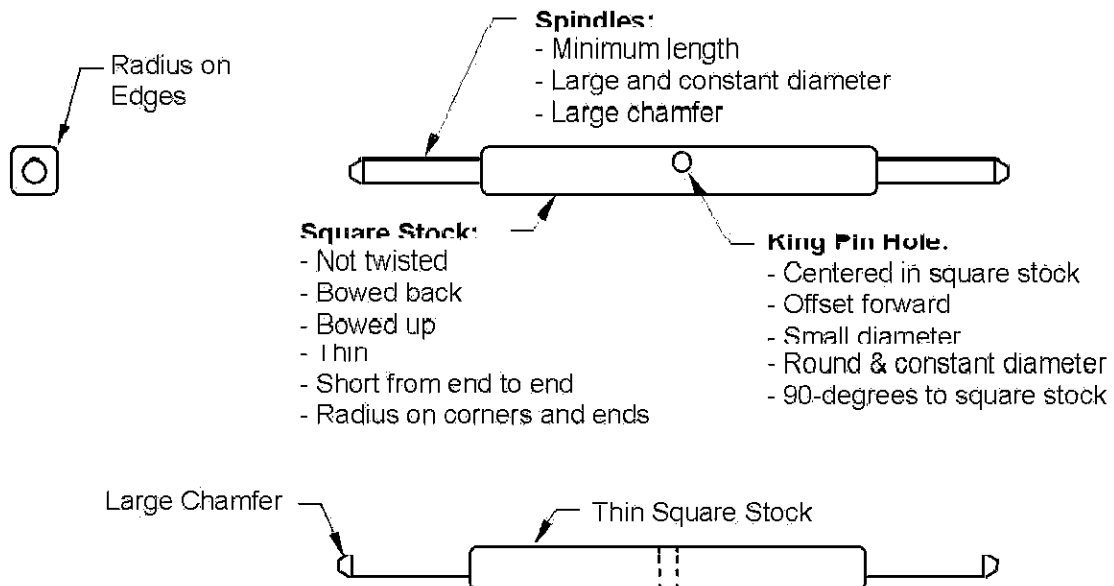 Spindles:
- Minimum length
- Large and constant diameter
- Large chamfer
Radius on
Edges
Square Stock:
- Not twisted
- Bowed back
- Bowed up
- Thin
- Short from end to end
- Radius on corners and ends
King Pin Hole:
- Centered in square stock
- Offset forward
- Small diameter
- Round & constant diameter
- 90-degrees to square stock
Large Chamfer
Thin Square Stock